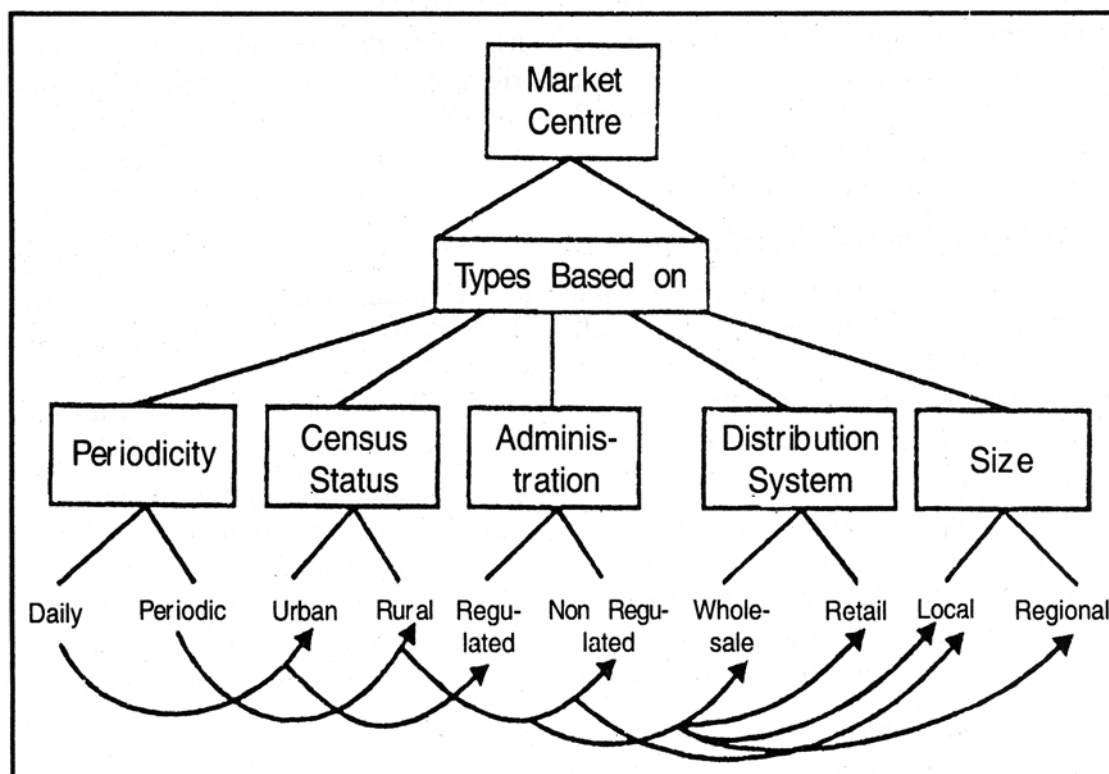 Market
Centre
Types Based on
Periodicity
Census
Status
Adminis-
tration
Distribution
System
Size
Daily
Periodic
Urban
Rural
Regu-
lated
Non Regu-
lated
Whole-
sale
Retail
Local
Regional